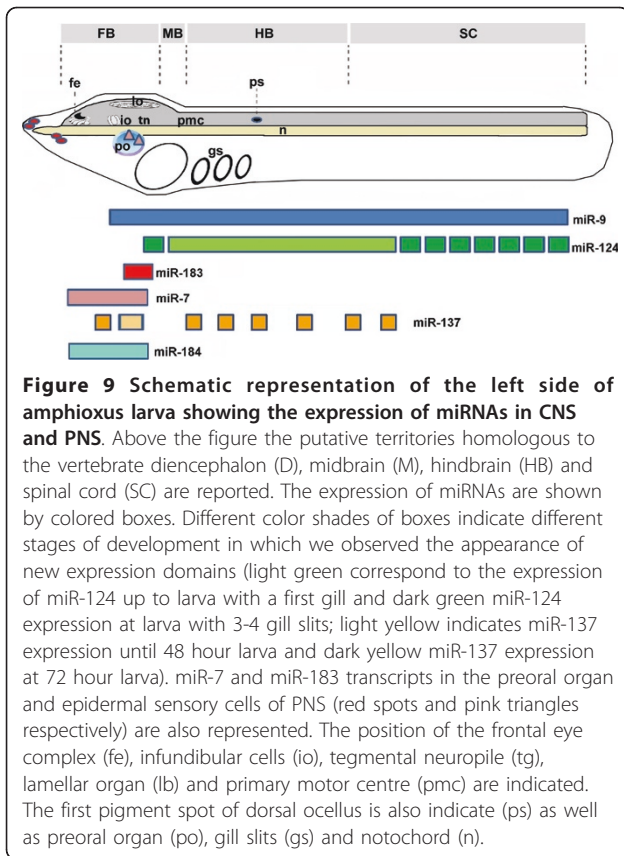 FB MB HB SC
fe ps
lo
io tn pmc
n
po
gs
miR-9
miR-124
miR-183
miR-7
miR-137
miR-184
Figure 9 Schematic representation of the left side of
amphioxus larva showing the expression of miRNAs in CNS
and PNS. Above the figure the putative territories homologous to
the vertebrate diencephalon (D), midbrain (M), hindbrain (HB) and
spinal cord (SC) are reported. The expression of miRNAs are shown
by colored boxes. Different color shades of boxes indicate different
stages of development in which we observed the appearance of
new expression domains (light green correspond to the expression
of miR-124 up to larva with a first gill and dark green miR-124
expression at larva with 3-4 gill slits; light yellow indicates miR-137
expression until 48 hour larva and dark yellow miR-137 expression
at 72 hour larva). miR-7 and miR-183 transcripts in the preoral organ
and epidermal sensory cells of PNS (red spots and pink triangles
respectively) are also represented. The position of the frontal eye
complex (fe), infundibular cells (io), tegmental neuropile (tg),
lamellar organ (lb) and primary motor centre (pmc) are indicated.
The first pigment spot of dorsal ocellus is also indicate (ps) as well
as preoral organ (po), gill slits (gs) and notochord (n).